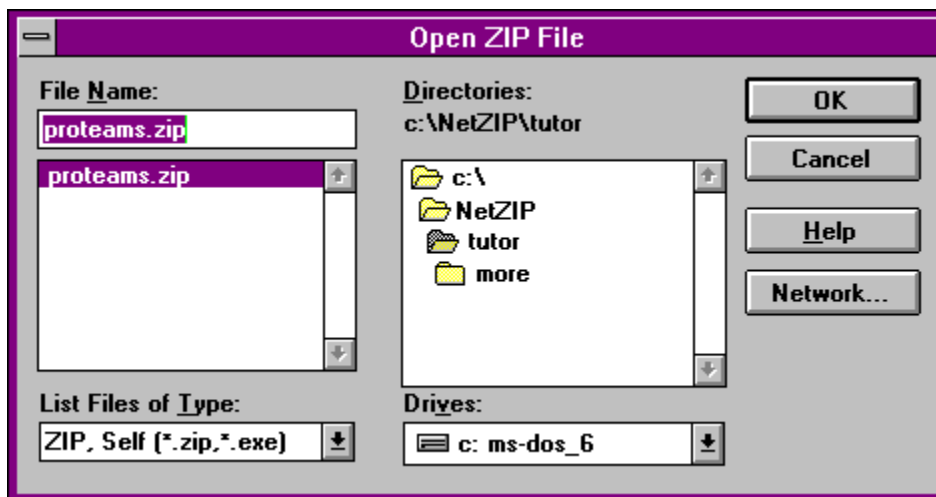 Open ZIP File
File Name:
proteams.zip
proteams.zip
List Files of Type:
ZIP, Self (*.zip,*.exe)
Directories:
c:\NetZIP\tutor
c:\
NetZIP
tutor
more
Drives:
c: ms-dos_6
OK
Cancel
Help
Network...